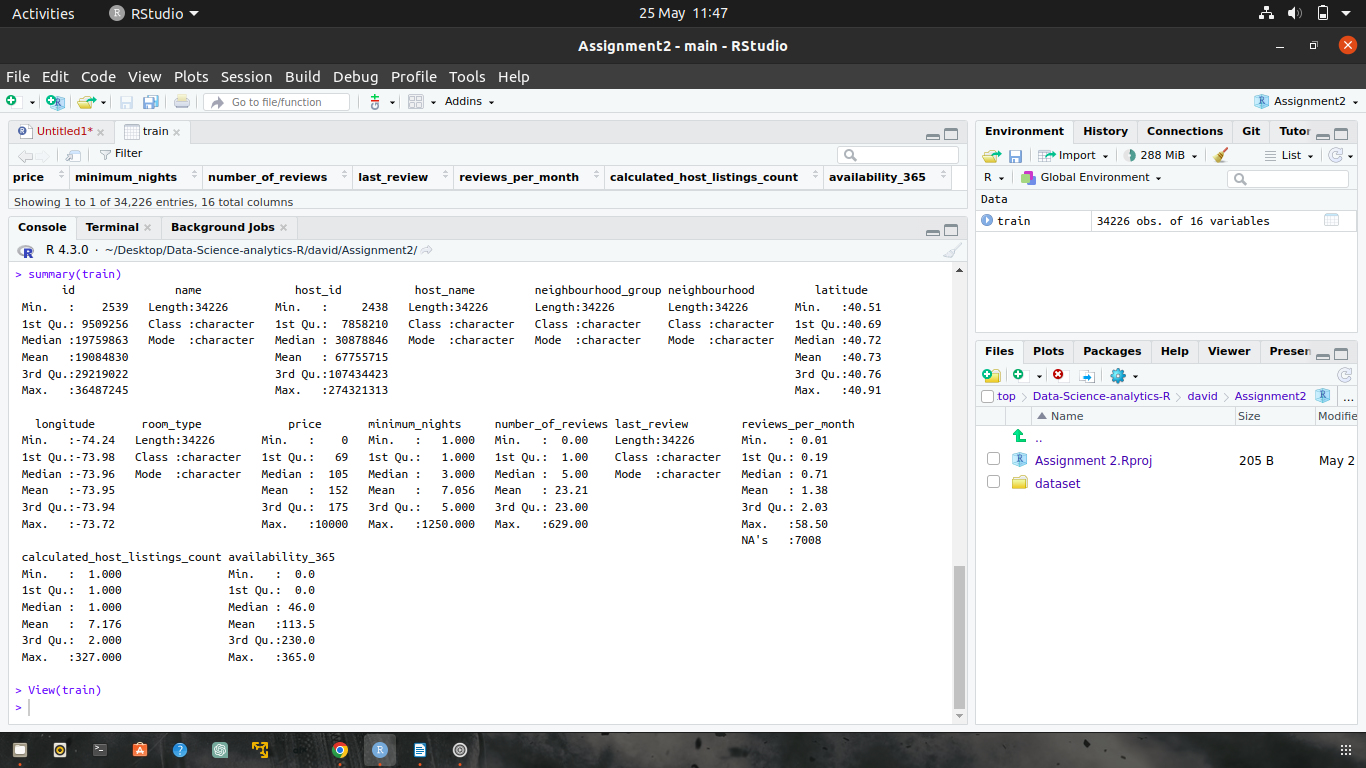 Activities RStudio 25 May 11:47
Assignment2 - main - RStudio
File Edit Code View Plots Session Build Debug Profile Tools Help
Go to file/function Addins Assignment2
Untitled1* train
Filter
price minimum_nights number_of_reviews last_review reviews_per_month calculated_host_listings_count availability_365
Showing 1 to 1 of 34,226 entries, 16 total columns
Console Terminal Background Jobs
R 4.3.0 · ~/Desktop/Data-Science-analytics-R/david/Assignment2/
> summary(train)
id name host_id host_name neighbourhood_group neighbourhood latitude
Min. : 2539 Length:34226 Min. : 2438 Length:34226 Length:34226 Length:34226 Min. :40.51
1st Qu.: 9509256 Class :character 1st Qu.: 7858210 Class :character Class :character Class :character 1st Qu.:40.69
Median :19759863 Mode :character Median : 30878846 Mode :character Mode :character Mode :character Median :40.72
Mean :19084830 Mean : 67755715 Mean :40.73
3rd Qu.:29219022 3rd Qu.:107434423 3rd Qu.:40.76
Max. :36487245 Max. :274321313 Max. :40.91
longitude room_type price minimum_nights number_of_reviews last_review reviews_per_month
Min. :-74.24 Length:34226 Min. : 0 Min. : 1.000 Min. : 0.00 Length:34226 Min. : 0.01
1st Qu.:-73.98 Class :character 1st Qu.: 69 1st Qu.: 1.000 1st Qu.: 1.00 Class :character 1st Qu.: 0.19
Median :-73.96 Mode :character Median : 105 Median : 3.000 Median : 5.00 Mode :character Median : 0.71
Mean :-73.95 Mean : 152 Mean : 7.056 Mean : 23.21 Mean : 1.38
3rd Qu.:-73.94 3rd Qu.: 175 3rd Qu.: 5.000 3rd Qu.: 23.00 3rd Qu.: 2.03
Max. :-73.72 Max. :10000 Max. :1250.000 Max. :629.00 Max. :58.50
NA's :7008
calculated_host_listings_count availability_365
Min. : 1.000 Min. : 0.0
1st Qu.: 1.000 1st Qu.: 0.0
Median : 1.000 Median : 46.0
Mean : 7.176 Mean :113.5
3rd Qu.: 2.000 3rd Qu.:230.0
Max. :327.000 Max. :365.0
> View(train)
>
Environment History Connections Git Tutor
Import 288 MiB List
R Global Environment
Data
train 34226 obs. of 16 variables
Files Plots Packages Help Viewer Presen
top Data-Science-analytics-R david Assignment2 ...
Name Size Modifie
..
Assignment 2.Rproj 205 B May 2
dataset